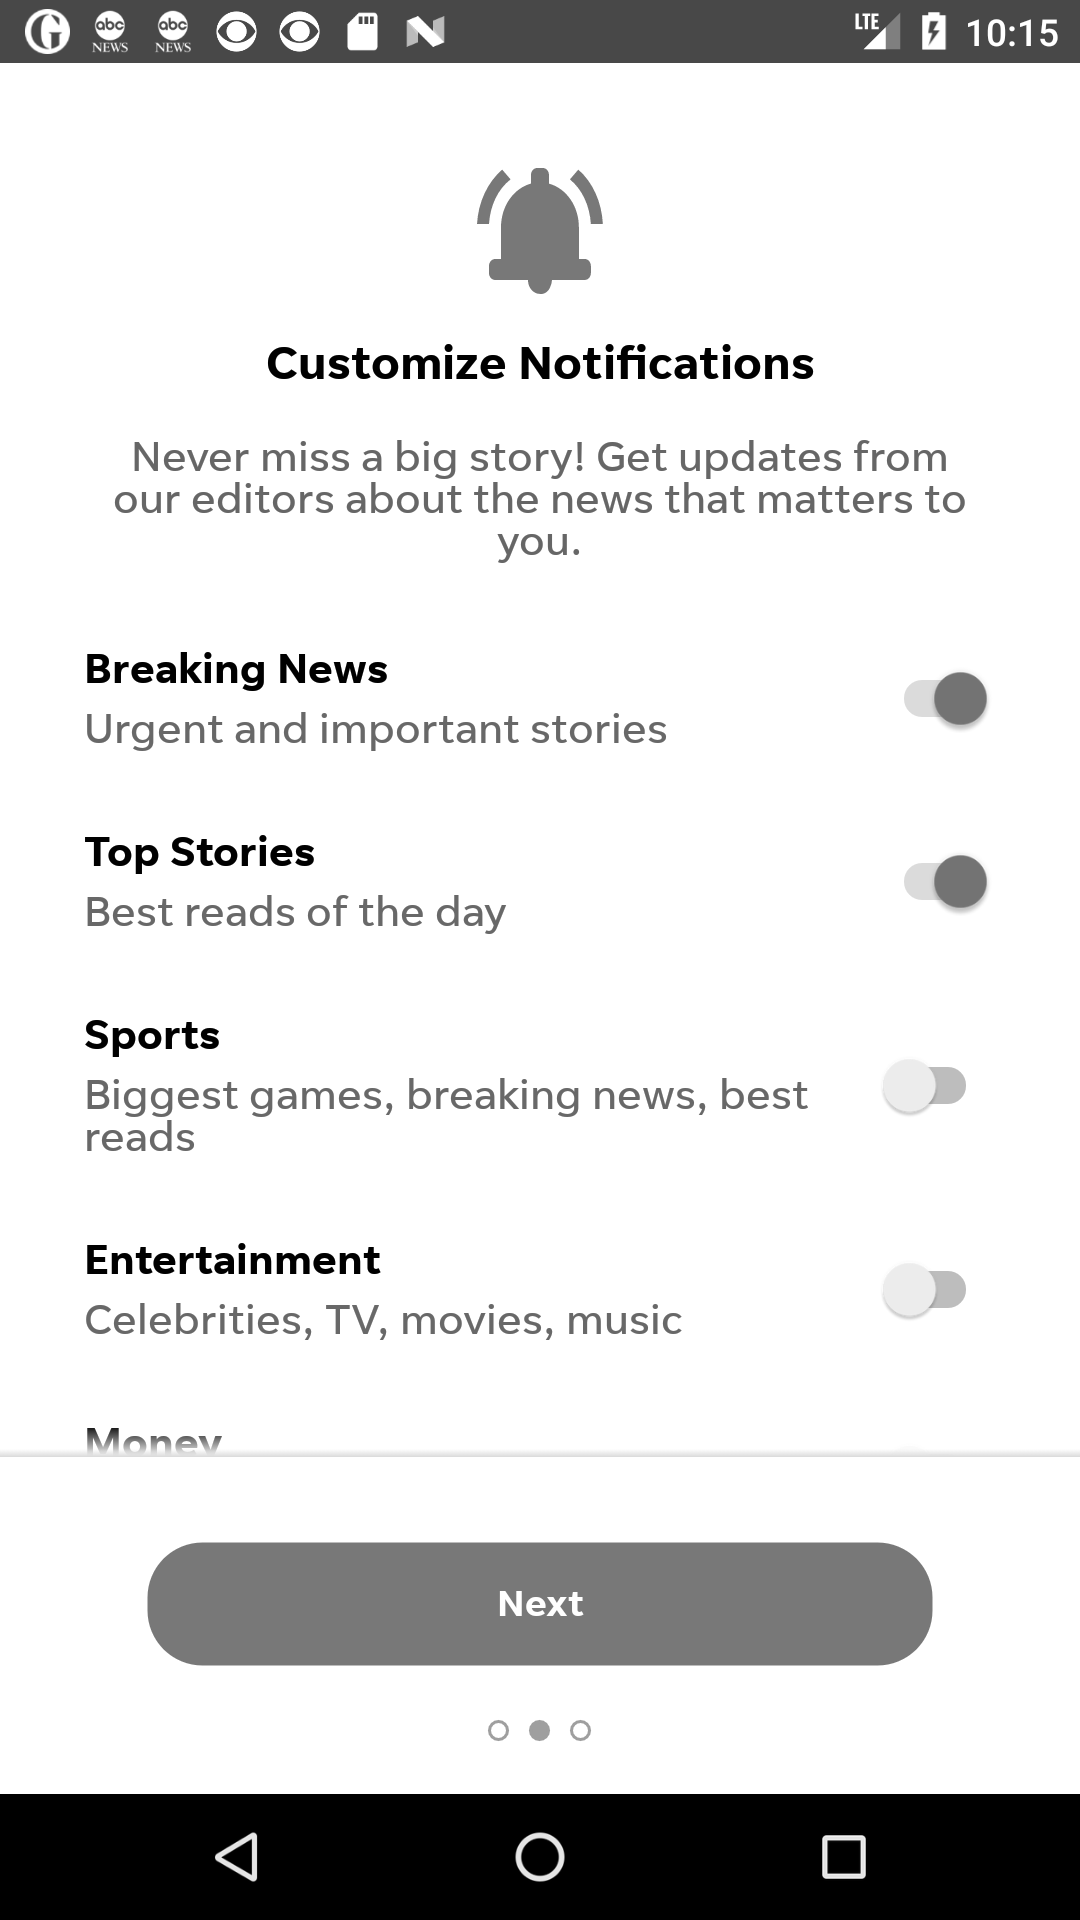 abc NEWS abc NEWS LTE 10:15
Customize Notifications
Never miss a big story! Get updates from
our editors about the news that matters to
you.
Breaking News
Urgent and important stories
Top Stories
Best reads of the day
Sports
Biggest games, breaking news, best
reads
Entertainment
Celebrities, TV, movies, music
Money
Next